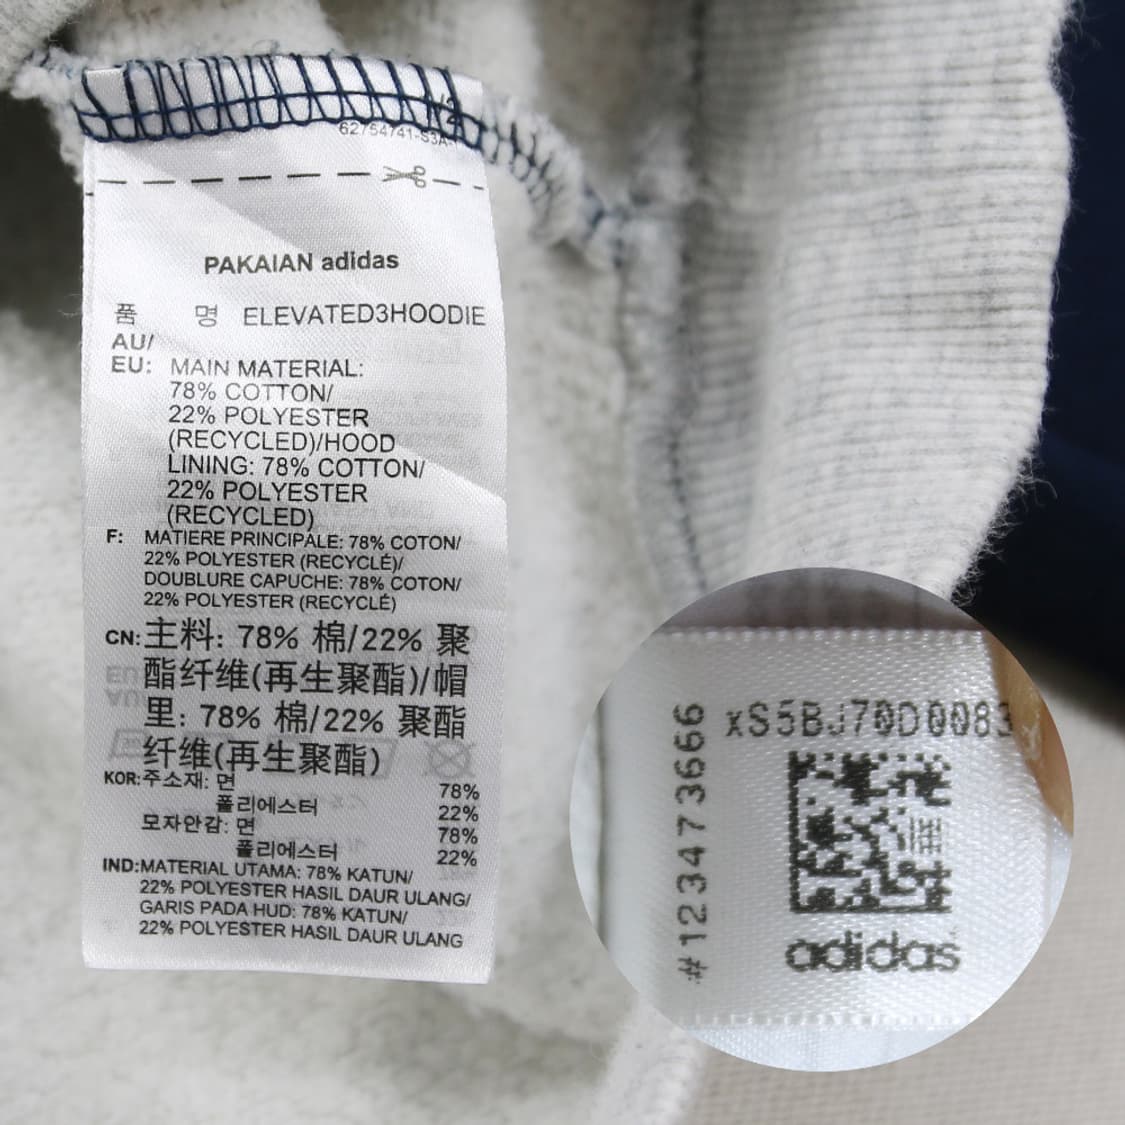 62754741-S3A-
PAKAIAN adidas
품 명 ELEVATED3HOODIE
AU/
EU: MAIN MATERIAL:
78% COTTON/
22% POLYESTER
(RECYCLED)/HOOD
LINING: 78% COTTON/
22% POLYESTER
(RECYCLED)
F: MATIERE PRINCIPALE: 78% COTON/
22% POLYESTER (RECYCLÉ)/
DOUBLURE CAPUCHE: 78% COTON/
22% POLYESTER (RECYCLÉ)
CN: 主料: 78% 棉/22% 聚
酯纤维(再生聚酯)/帽
里: 78% 棉/22% 聚酯
纤维(再生聚酯)
KOR: 주소재: 면 78%
폴리에스터 22%
모자안감: 면 78%
폴리에스터 22%
IND: MATERIAL UTAMA: 78% KATUN/
22% POLYESTER HASIL DAUR ULANG/
GARIS PADA HUD: 78% KATUN/
22% POLYESTER HASIL DAUR ULANG
#123473666
xS5BJ70D0083
adidas